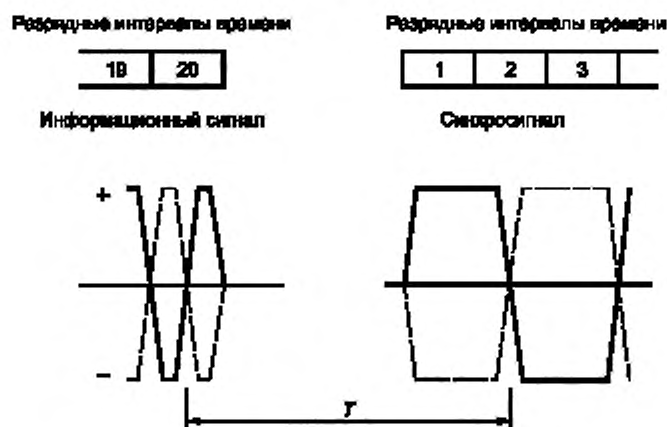 Разрядные интервалы времени
19 20
Информационный сигнал
Разрядные интервалы времени
1 2 3
Синхросигнал
+
−
T